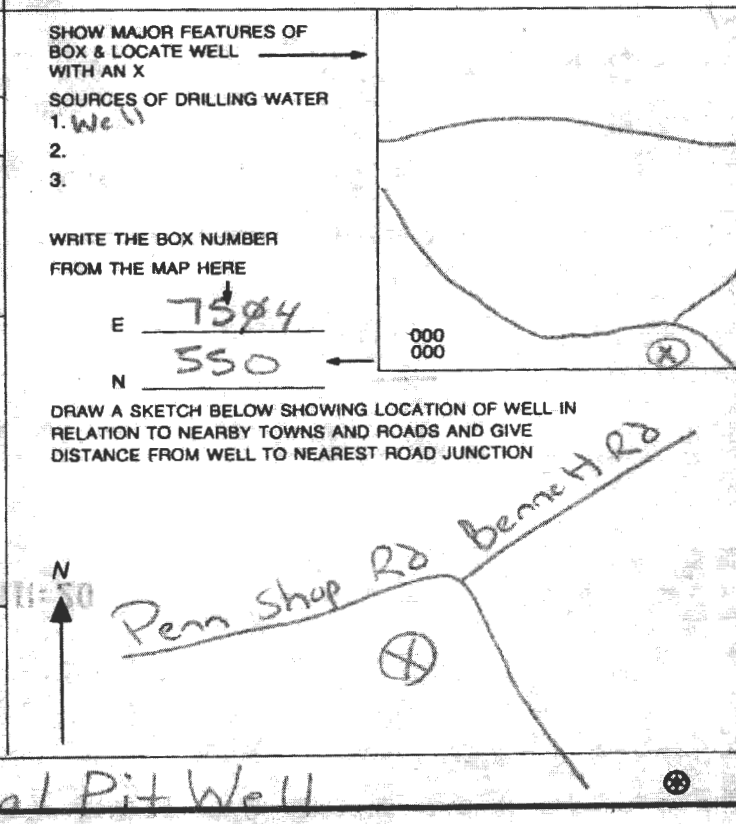 SHOW MAJOR FEATURES OF
BOX & LOCATE WELL
WITH AN X
SOURCES OF DRILLING WATER
1. Well
2.
3.
WRITE THE BOX NUMBER
FROM THE MAP HERE
E 7504
N 550
000
000
X
DRAW A SKETCH BELOW SHOWING LOCATION OF WELL IN
RELATION TO NEARBY TOWNS AND ROADS AND GIVE
DISTANCE FROM WELL TO NEAREST ROAD JUNCTION
Bennett Rd
Penn Shop Rd
N
X
Pit Well